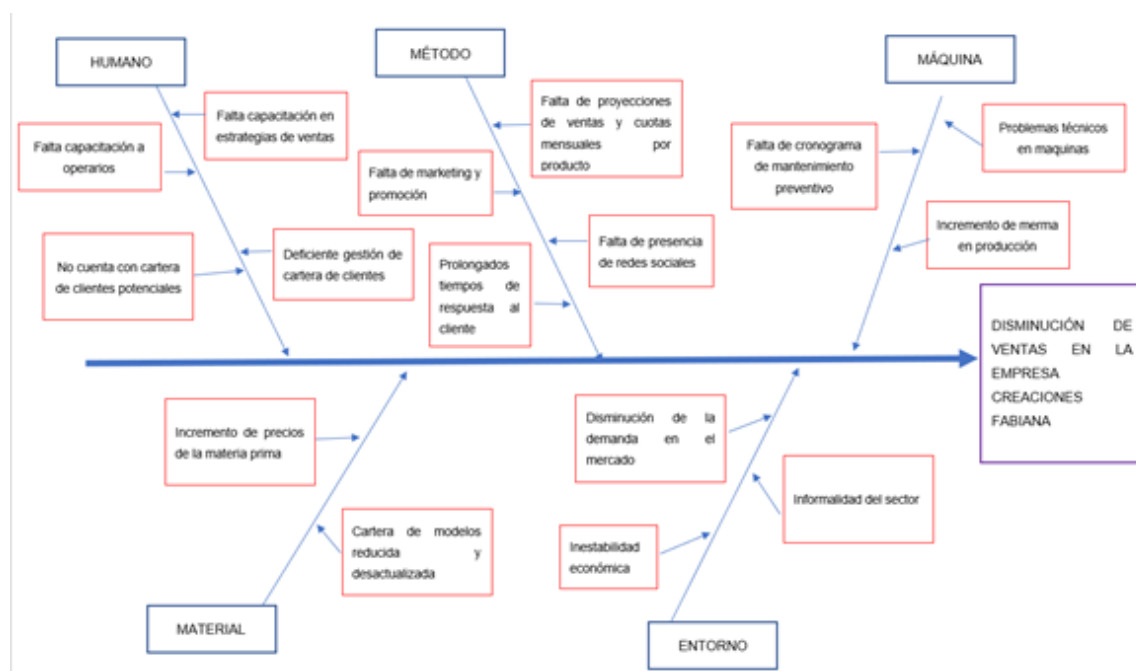 HUMANO
MÉTODO
MÁQUINA
Falta capacitación en
estrategias de ventas
Falta capacitación a
operarios
No cuenta con cartera
de clientes potenciales
Deficiente gestión de
cartera de clientes
Falta de proyecciones
de ventas y cuotas
mensuales por
producto
Falta de marketing y
promoción
Falta de presencia
de redes sociales
Prolongados
tiempos de
respuesta al
cliente
Problemas técnicos
en maquinas
Falta de cronograma
de mantenimiento
preventivo
Incremento de merma
en producción
DISMINUCIÓN DE
VENTAS EN LA
EMPRESA
CREACIONES
FABIANA
Incremento de precios
de la materia prima
Cartera de modelos
reducida y
desactualizada
Disminución de la
demanda en el
mercado
Informalidad del sector
Inestabilidad
económica
MATERIAL
ENTORNO